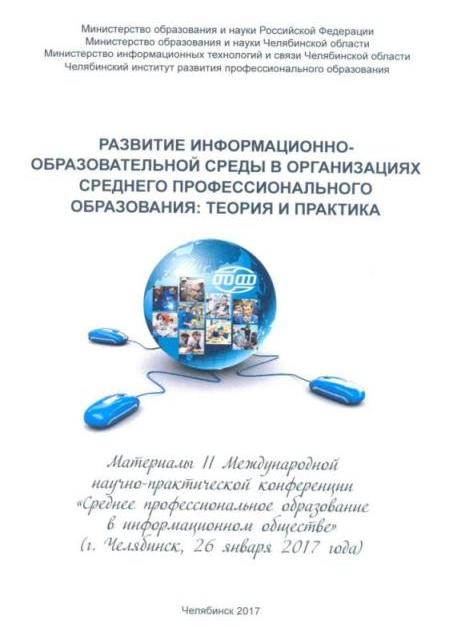 Министерство образования и науки Российской Федерации
Министерство образования и науки Челябинской области
Министерство информационных технологий и связи Челябинской области
Челябинский институт развития профессионального образования
РАЗВИТИЕ ИНФОРМАЦИОННО-
ОБРАЗОВАТЕЛЬНОЙ СРЕДЫ В ОРГАНИЗАЦИЯХ
СРЕДНЕГО ПРОФЕССИОНАЛЬНОГО
ОБРАЗОВАНИЯ: ТЕОРИЯ И ПРАКТИКА
Материалы II Международной
научно-практической конференции
«Среднее профессиональное образование
в информационном обществе»
(г. Челябинск, 26 января 2017 года)
Челябинск 2017